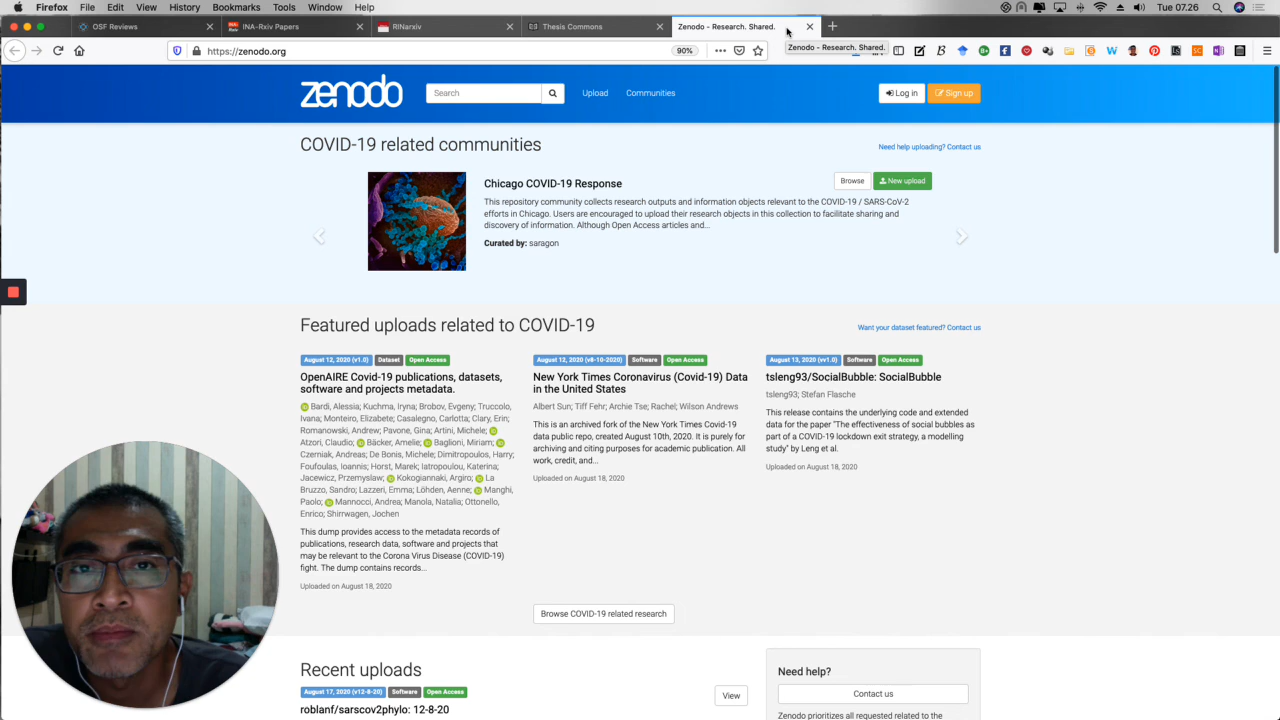 Firefox File Edit View History Bookmarks Tools Window Help
OSF Reviews
INA-Rxiv Papers
RINarxiv
Thesis Commons
Zenodo - Research. Shared.
https://zenodo.org
90%
Zenodo - Research. Shared.
zenodo
Search
Upload
Communities
Log in
Sign up
COVID-19 related communities
Need help uploading? Contact us
Chicago COVID-19 Response
Browse
New upload
This repository community collects research outputs and information objects relevant to the COVID-19 / SARS-CoV-2
efforts in Chicago. Users are encouraged to upload their research objects in this collection to facilitate sharing and
discovery of information. Although Open Access articles and...
Curated by: saragon
Featured uploads related to COVID-19
Want your dataset featured? Contact us
August 12, 2020 (v1.0) Dataset Open Access
OpenAIRE Covid-19 publications, datasets,
software and projects metadata.
Bardi, Alessia; Kuchma, Iryna; Brobov, Evgeny; Truccolo,
Ivana; Monteiro, Elizabete; Casalegno, Carlotta; Clary, Erin;
Romanowski, Andrew; Pavone, Gina; Artini, Michele;
Atzori, Claudio; Bäcker, Amelie; Baglioni, Miriam;
Czerniak, Andreas; De Bonis, Michele; Dimitropoulos, Harry;
Foufoulas, Ioannis; Horst, Marek; Iatropoulou, Katerina;
Jacewicz, Przemyslaw; Kokogiannaki, Argiro; La
Bruzzo, Sandro; Lazzeri, Emma; Löhden, Aenne; Manghi,
Paolo; Mannocci, Andrea; Manola, Natalia; Ottonello,
Enrico; Shirrwagen, Jochen
This dump provides access to the metadata records of
publications, research data, software and projects that
may be relevant to the Corona Virus Disease (COVID-19)
fight. The dump contains records...
Uploaded on August 18, 2020
August 12, 2020 (v8-10-2020) Software Open Access
New York Times Coronavirus (Covid-19) Data
in the United States
Albert Sun; Tiff Fehr; Archie Tse; Rachel; Wilson Andrews
This is an archived fork of the New York Times Covid-19
data public repo, created August 10th, 2020. It is purely for
archiving and citing purposes for academic publication. All
work, credit, and...
Uploaded on August 18, 2020
August 13, 2020 (vv1.0) Software Open Access
tsleng93/SocialBubble: SocialBubble
tsleng93; Stefan Flasche
This release contains the underlying code and extended
data for the paper "The effectiveness of social bubbles as
part of a COVID-19 lockdown exit strategy, a modelling
study" by Leng et al.
Uploaded on August 18, 2020
Browse COVID-19 related research
Recent uploads
August 17, 2020 (v12-8-20) Software Open Access
View
roblanf/sarscov2phylo: 12-8-20
Need help?
Contact us
Zenodo prioritizes all requested related to the